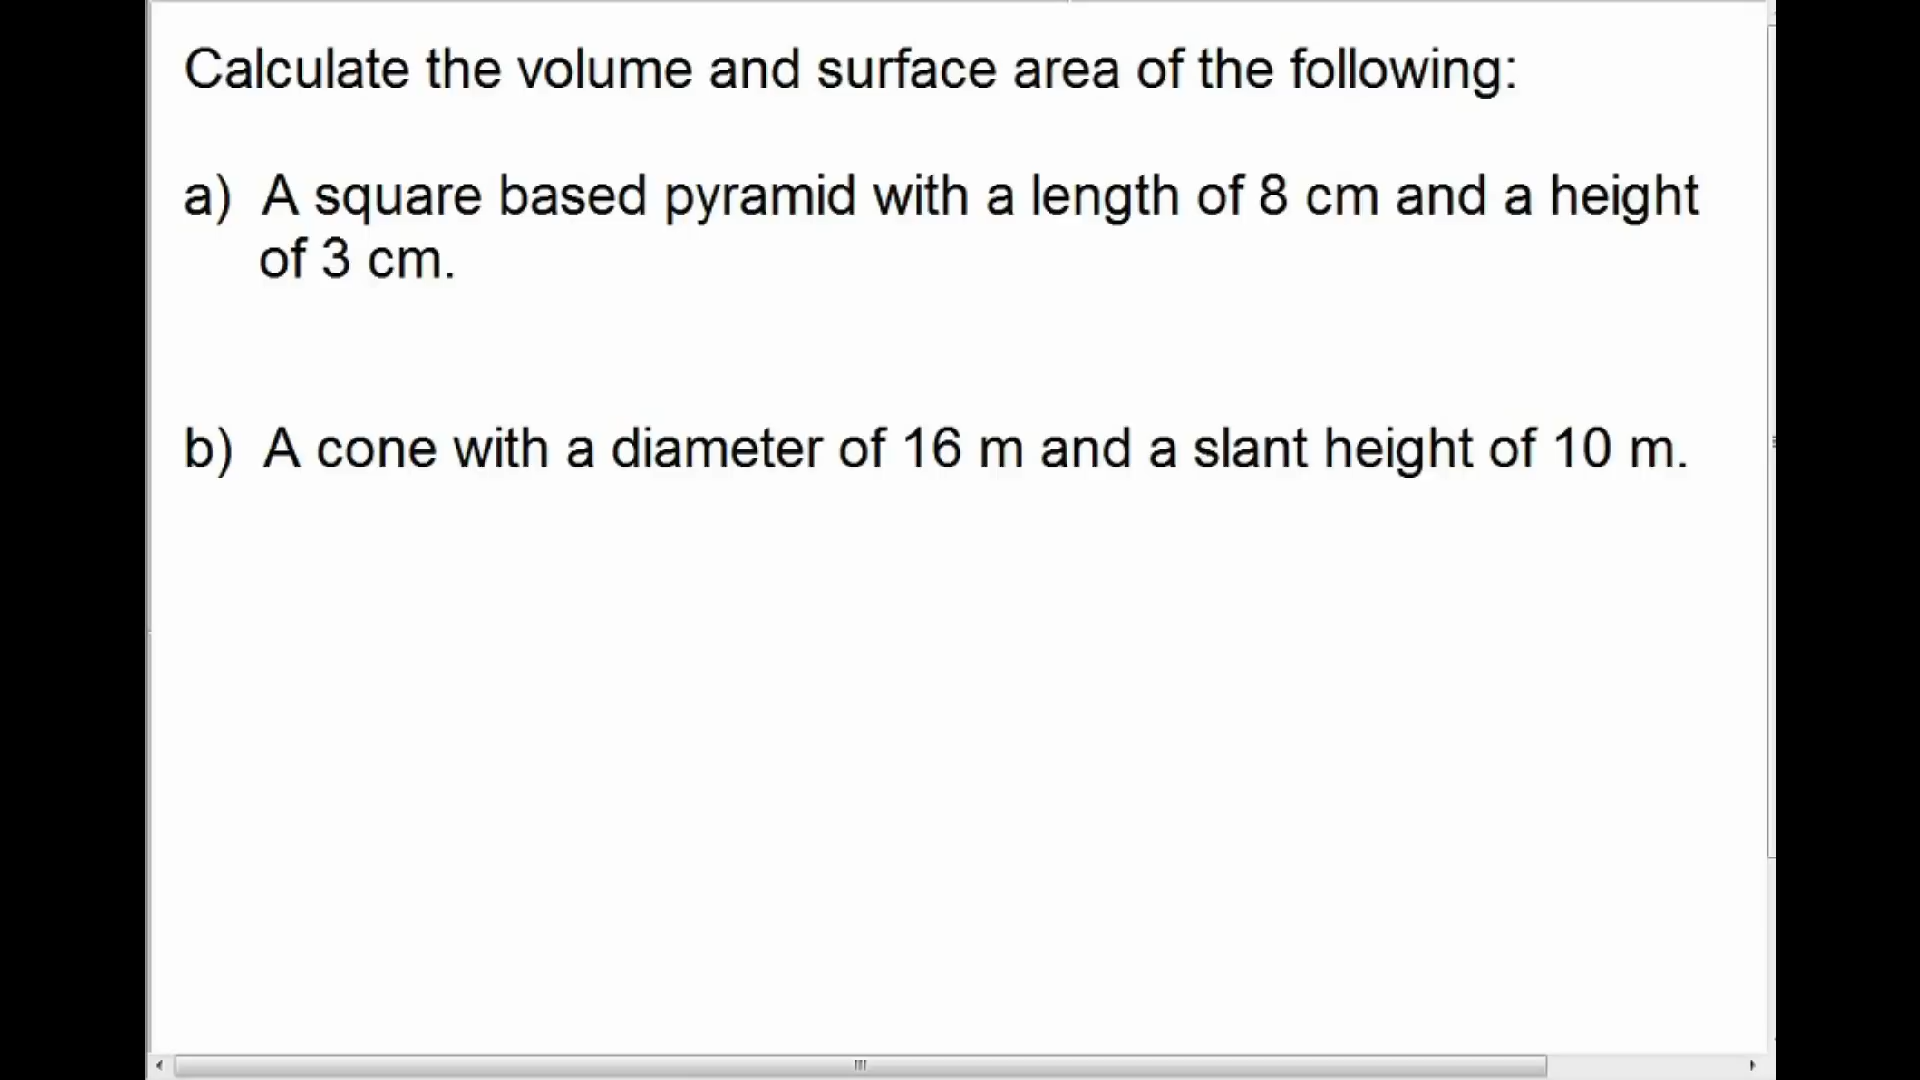 Calculate the volume and surface area of the following:
a)  A square based pyramid with a length of 8 cm and a height
of 3 cm.
b)  A cone with a diameter of 16 m and a slant height of 10 m.